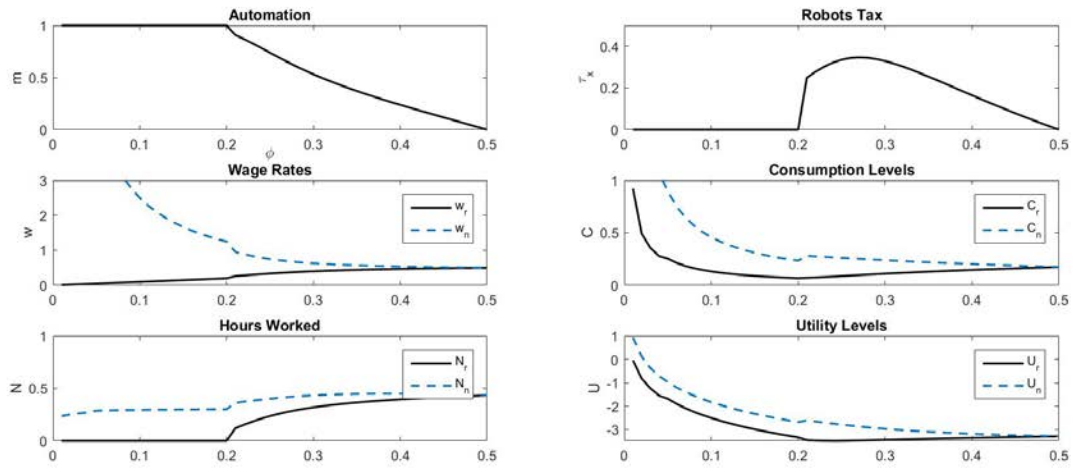 Automation
1
0.5
0
m
0 0.1 0.2 0.3 0.4 0.5
ϕ
Robots Tax
0.4
0.2
0
τx
0 0.1 0.2 0.3 0.4 0.5
Wage Rates
3
2
1
0
w
wr
wn
0 0.1 0.2 0.3 0.4 0.5
Consumption Levels
1
0.5
0
C
Cr
Cn
0 0.1 0.2 0.3 0.4 0.5
Hours Worked
1
0.5
0
N
Nr
Nn
0 0.1 0.2 0.3 0.4 0.5
Utility Levels
0
-1
-2
-3
U
Ur
Un
0 0.1 0.2 0.3 0.4 0.5